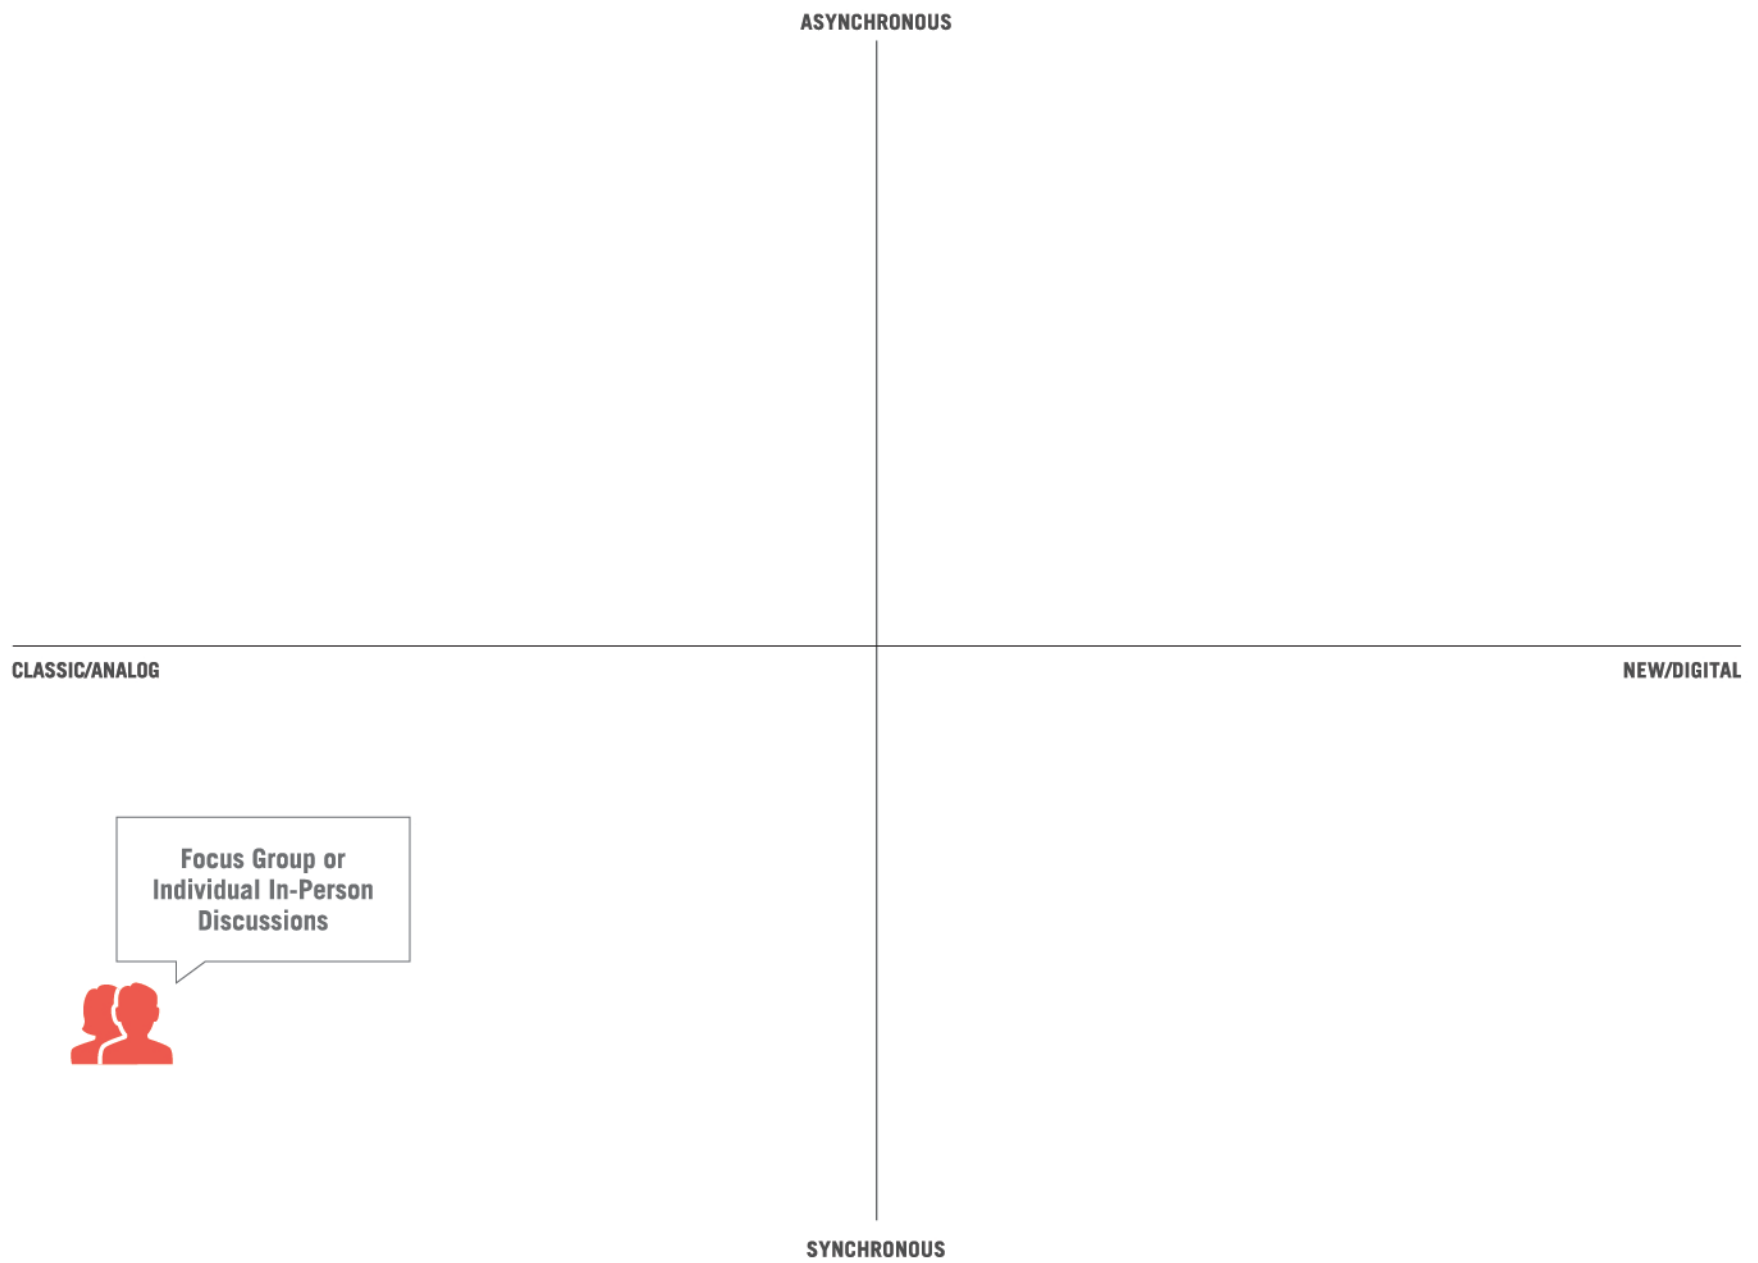 ASYNCHRONOUS
CLASSIC/ANALOG
NEW/DIGITAL
Focus Group or
Individual In-Person
Discussions
SYNCHRONOUS